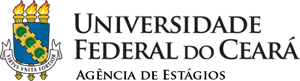 UNIVERSIDADE
FEDERAL DO CEARÁ
AGÊNCIA DE ESTÁGIOS